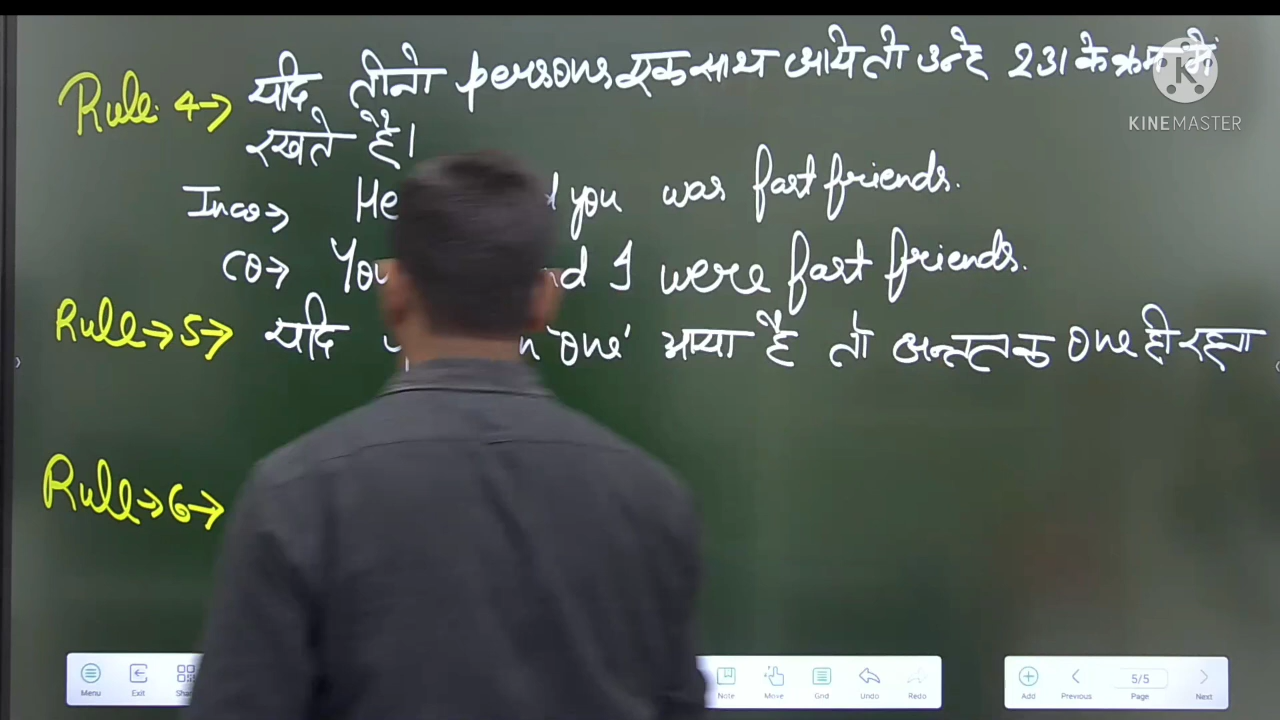 Rule: 4→ यदि तीनो persons एक साथ आये तो उन्हे 231 के क्रम में
रखते है।
KINEMASTER
Inco→ He you was fast friends.
CO→ You I were fast friends.
Rule→5→ यदि 'one' आया है तो अन्त तक one ही रहा
Rule→6→
Menu Exit Note Move Grid Undo Redo Add Previous 5/5 Page Next